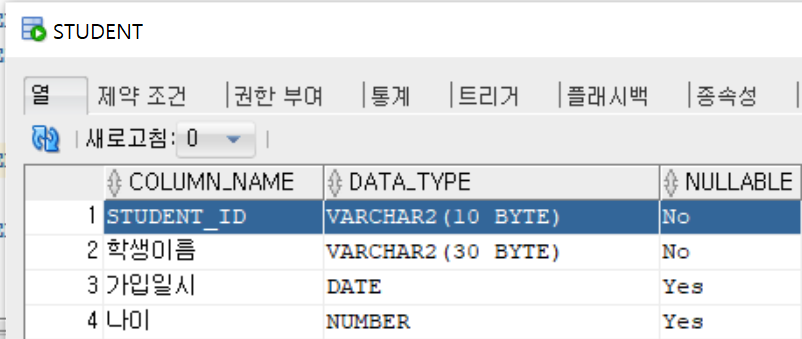 STUDENT
열 제약 조건 권한 부여 통계 트리거 플래시백 종속성
새로고침: 0
COLUMN_NAME DATA_TYPE NULLABLE
1 STUDENT_ID VARCHAR2(10 BYTE) No
2 학생이름 VARCHAR2(30 BYTE) No
3 가입일시 DATE Yes
4 나이 NUMBER Yes